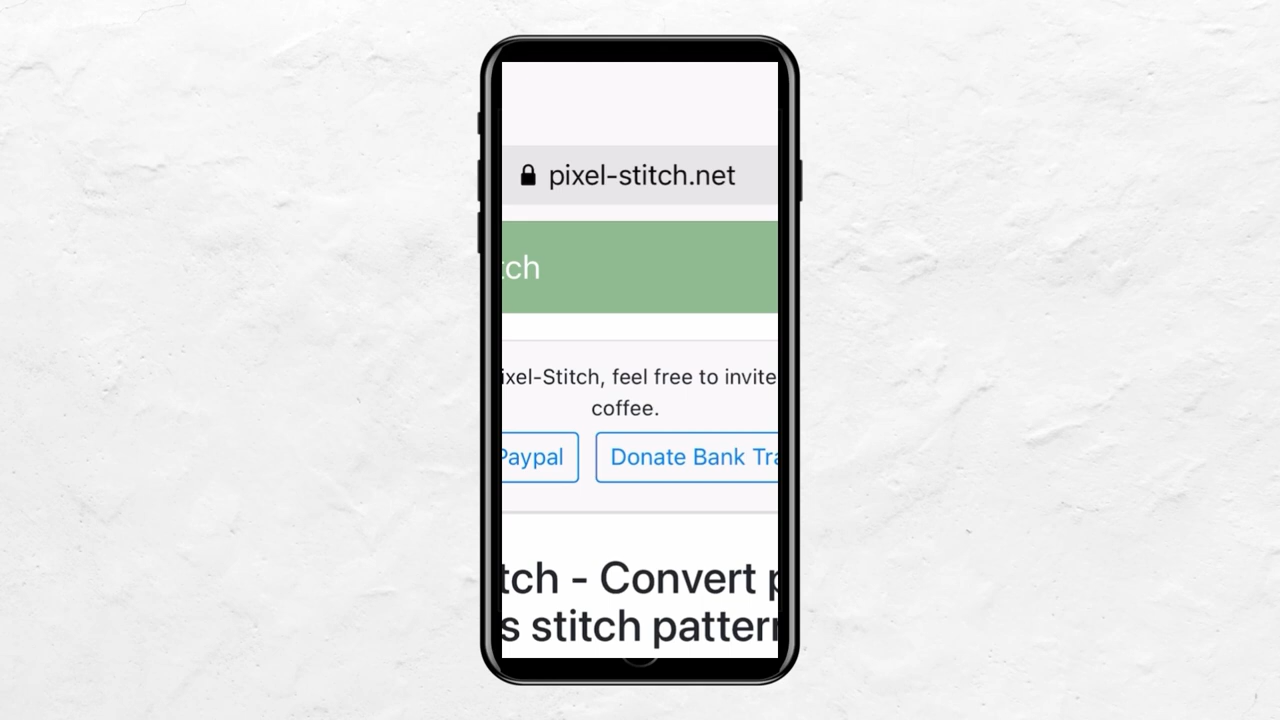 pixel-stitch.net
tch
ixel-Stitch, feel free to invite
coffee.
Paypal
Donate Bank Tra
tch - Convert p
s stitch pattern